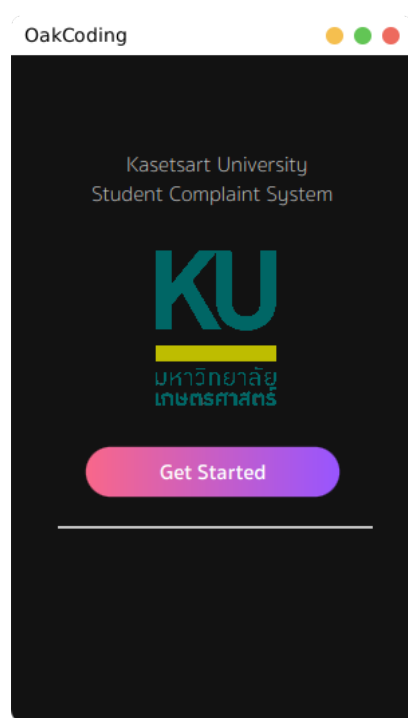 OakCoding
Kasetsart University
Student Complaint System
KU
มหาวิทยาลัย
เกษตรศาสตร์
Get Started